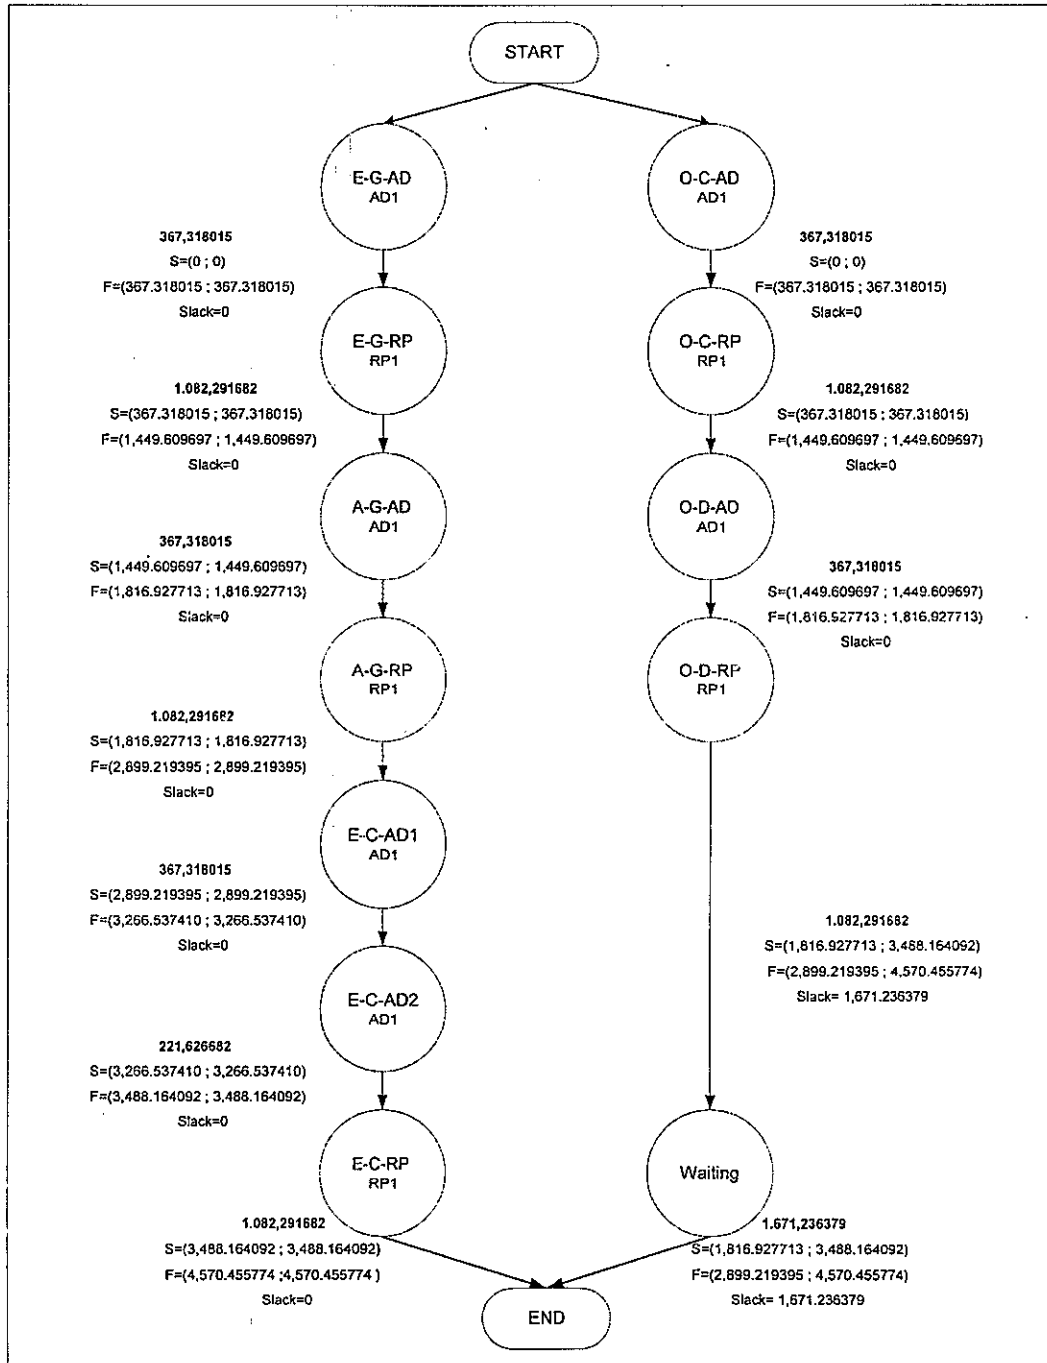 START
E-G-AD
AD1
O-C-AD
AD1
367,318015
S=(0 ; 0)
F=(367.318015 ; 367.318015)
Slack=0
367,318015
S=(0 ; 0)
F=(367.318015 ; 367.318015)
Slack=0
E-G-RP
RP1
O-C-RP
RP1
1.082,291682
S=(367.318015 ; 367.318015)
F=(1,449.609697 ; 1,449.609697)
Slack=0
1.082,291682
S=(367.318015 ; 367.318015)
F=(1,449.609697 ; 1,449.609697)
Slack=0
A-G-AD
AD1
O-D-AD
AD1
367,318015
S=(1,449.609697 ; 1,449.609697)
F=(1,816.927713 ; 1,816.927713)
Slack=0
367,318015
S=(1,449.609697 ; 1,449.609697)
F=(1,816.527713 ; 1,816.927713)
Slack=0
A-G-RP
RP1
O-D-RP
RP1
1.082,291682
S=(1,816.927713 ; 1,816.927713)
F=(2,899.219395 ; 2,899.219395)
Slack=0
E-C-AD1
AD1
367,318015
S=(2,899.219395 ; 2,899.219395)
F=(3,266.537410 ; 3,266.537410)
Slack=0
1.082,291682
S=(1,816.927713 ; 3,488.164092)
F=(2,899.219395 ; 4,570.455774)
Slack= 1,671.236379
E-C-AD2
AD1
221,626682
S=(3,266.537410 ; 3,266.537410)
F=(3,488.164092 ; 3,488.164092)
Slack=0
E-C-RP
RP1
Waiting
1.082,291682
S=(3,488.164092 ; 3,488.164092)
F=(4,570.455774 ;4,570.455774 )
Slack=0
1.671,236379
S=(1,816.927713 ; 3,488.164092)
F=(2,899.219395 ; 4,570.455774)
Slack= 1,671.236379
END